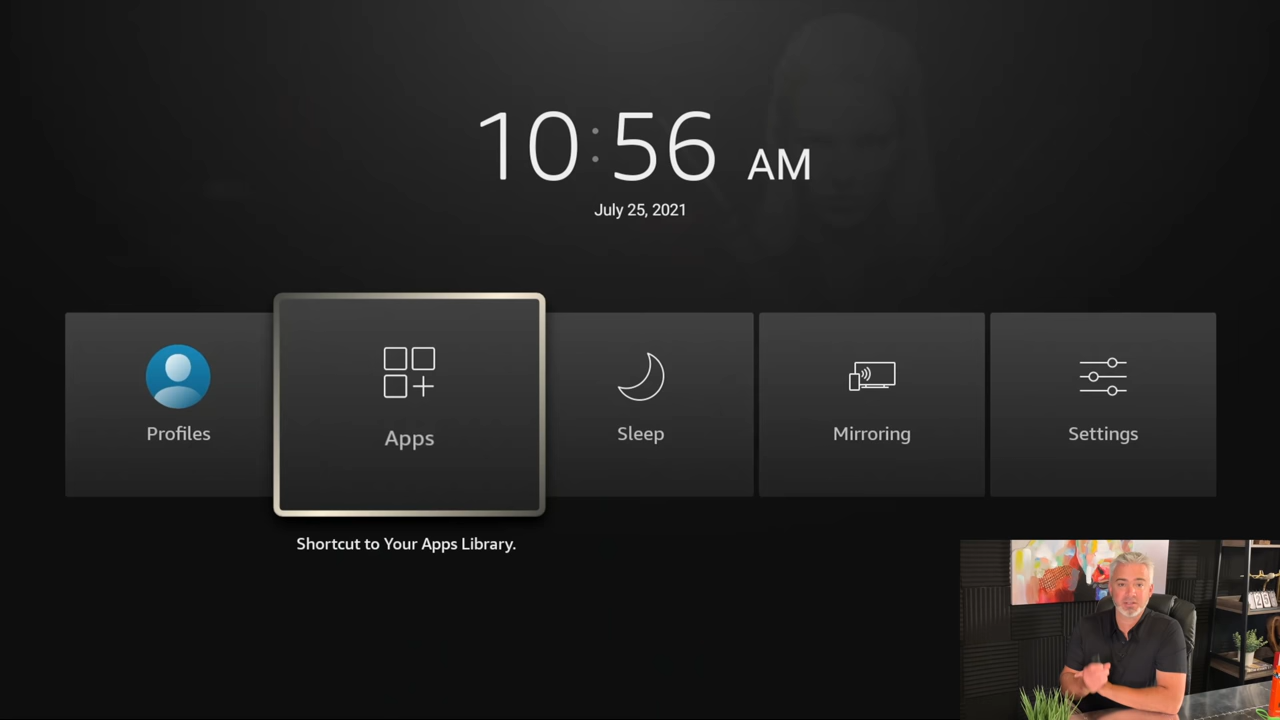 10:56 AM
July 25, 2021
Profiles
Apps
Sleep
Mirroring
Settings
Shortcut to Your Apps Library.